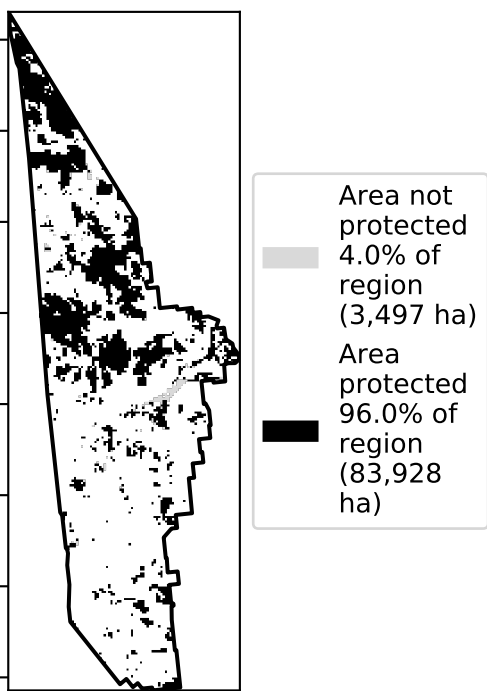 Area not
protected
4.0% of
region
(3,497 ha)
Area
protected
96.0% of
region
(83,928
ha)